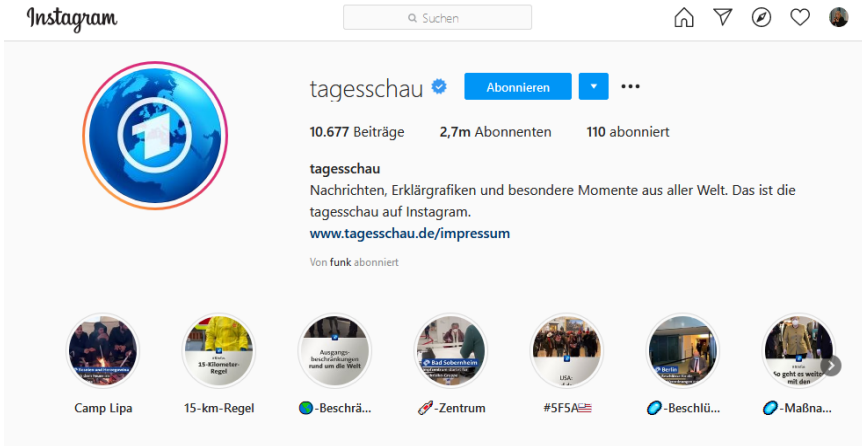 Instagram
Suchen
tagesschau
Abonnieren
10.677 Beiträge 2,7m Abonnenten 110 abonniert
tagesschau
Nachrichten, Erklärgrafiken und besondere Momente aus aller Welt. Das ist die
tagesschau auf Instagram.
www.tagesschau.de/impressum
Von funk abonniert
Bosnien und Herzegowina
15-Kilometer-
Regel
Ausgangs-
beschränkungen
rund um die Welt
Bad Sobernheim
USA:
Berlin
So geht es weiter
mit den
Camp Lipa
15-km-Regel
🌍-Beschrä...
🚀-Zentrum
#5F5A🇺🇸
-Beschlü...
-Maßna...